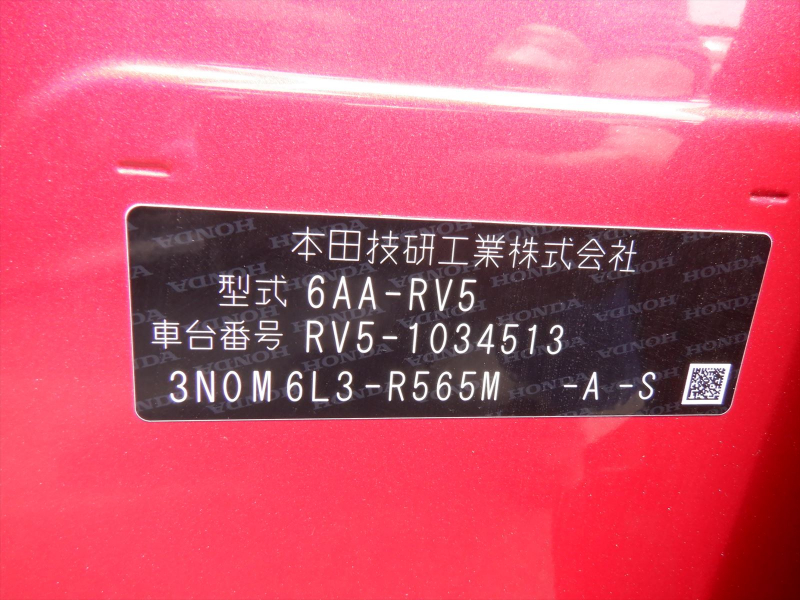 本田技研工業株式会社
型式 6AA-RV5
車台番号 RV5-1034513
3N0M6L3-R565M -A-S